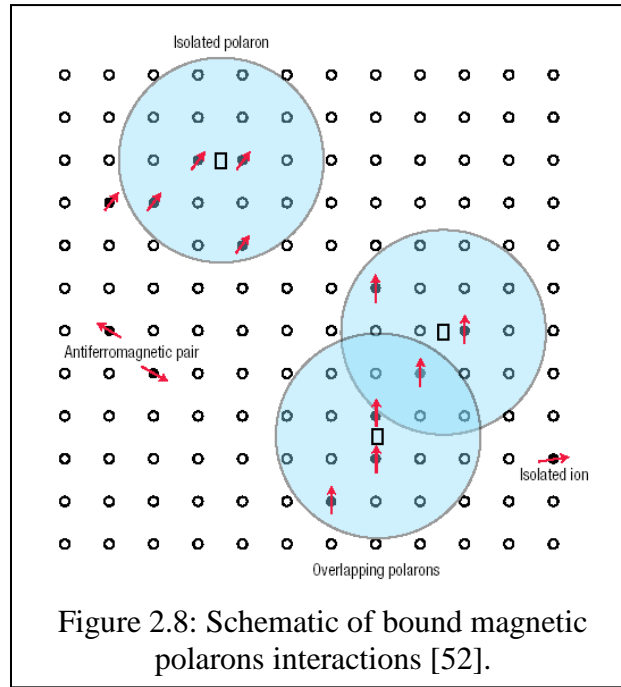 Isolated polaron
Antiferromagnetic pair
Isolated ion
Overlapping polarons
Figure 2.8: Schematic of bound magnetic
polarons interactions [52].